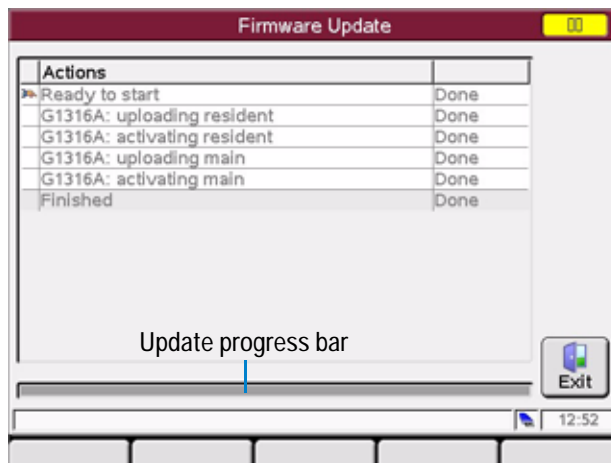 Firmware Update
Actions
Ready to start Done
G1316A: uploading resident Done
G1316A: activating resident Done
G1316A: uploading main Done
G1316A: activating main Done
Finished Done
Update progress bar
Exit
12:52